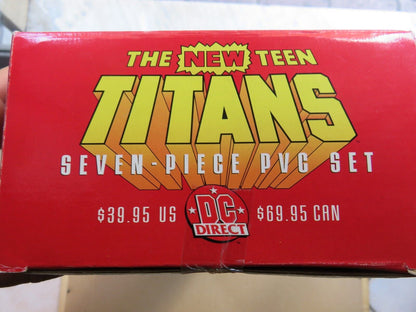 THE NEW TEEN
TITANS
SEVEN-PIECE PVC SET
$39.95 US DC DIRECT $69.95 CAN